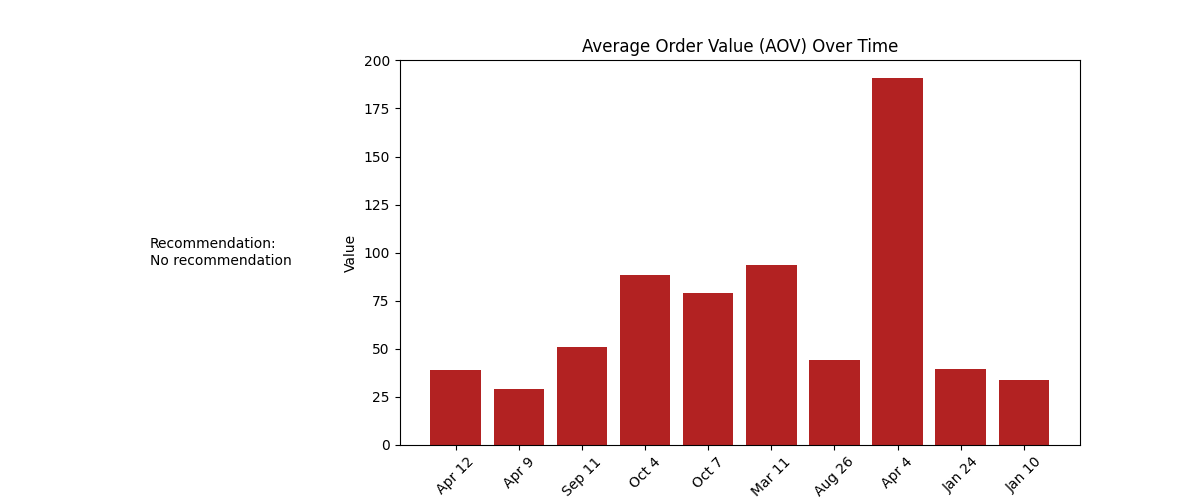 Average Order Value (AOV) Over Time
200
175
150
125
100
75
50
25
0
Value
Recommendation:
No recommendation
Apr 12
Apr 9
Sep 11
Oct 4
Oct 7
Mar 11
Aug 26
Apr 4
Jan 24
Jan 10